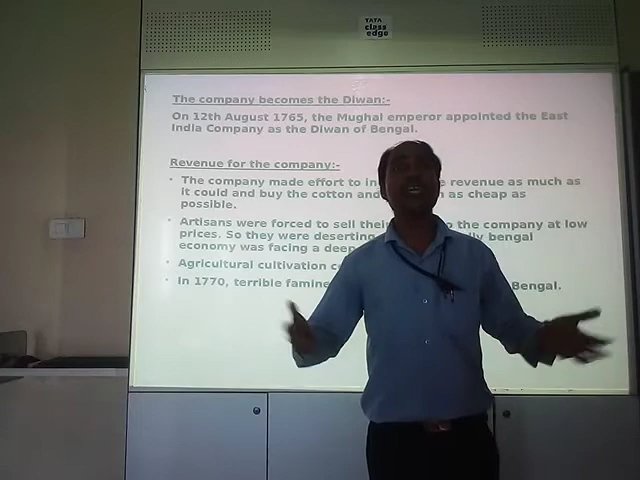 TATA
class
edge
The company becomes the Diwan:-
On 12th August 1765, the Mughal emperor appointed the East
India Company as the Diwan of Bengal.
Revenue for the company:-
• The company made effort to in e revenue as much as
it could and buy the cotton and as cheap as
possible.
• Artisans were forced to sell their to the company at low
prices. So they were deserting bengal
economy was facing a deep
• Agricultural cultivation
• In 1770, terrible famine Bengal.